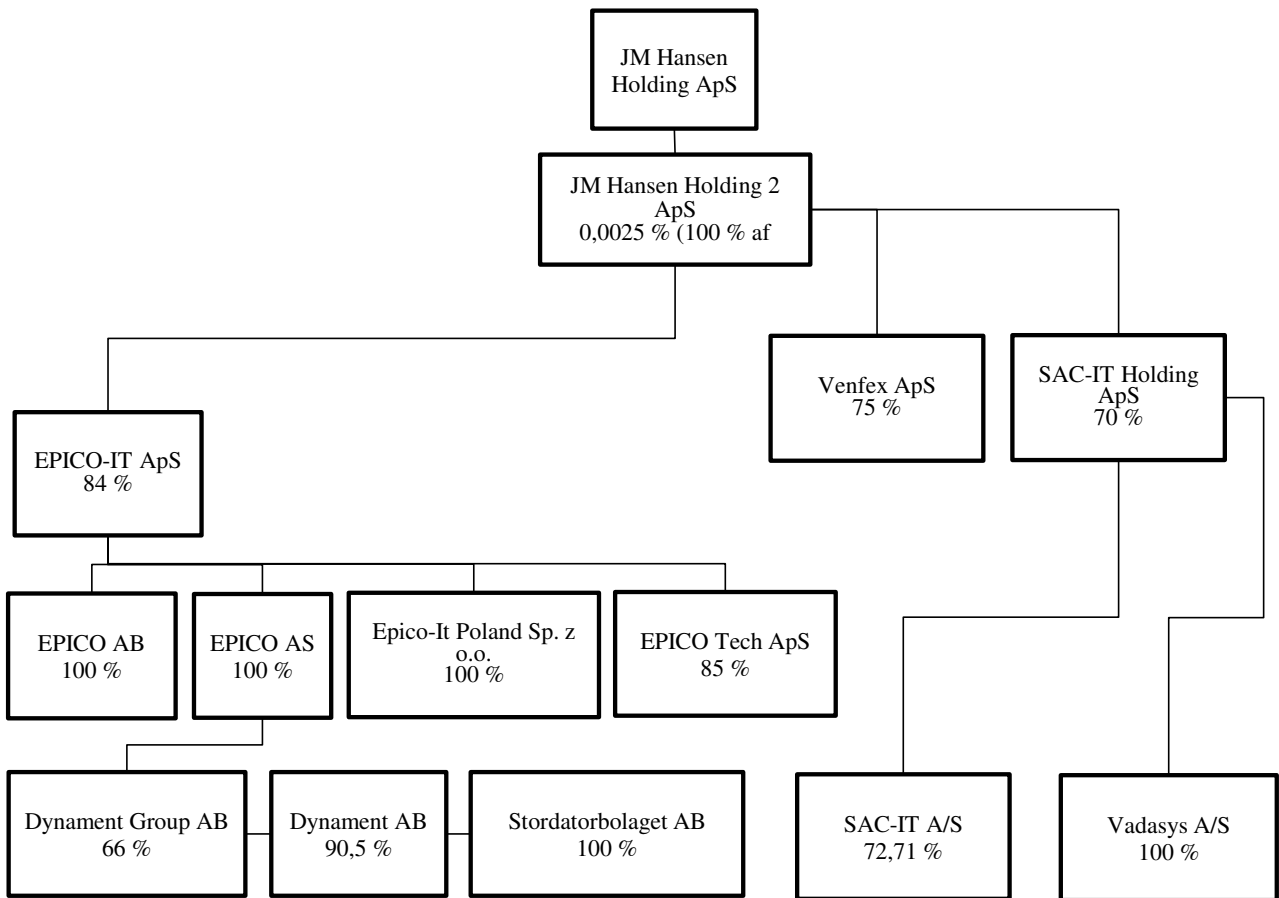 JM Hansen
Holding ApS
JM Hansen Holding 2
ApS
0,0025 % (100 % af
Venfex ApS
75 %
SAC-IT Holding
ApS
70 %
EPICO-IT ApS
84 %
EPICO AB
100 %
EPICO AS
100 %
Epico-It Poland Sp. z
o.o.
100 %
EPICO Tech ApS
85 %
Dynament Group AB
66 %
Dynament AB
90,5 %
Stordatorbolaget AB
100 %
SAC-IT A/S
72,71 %
Vadasys A/S
100 %